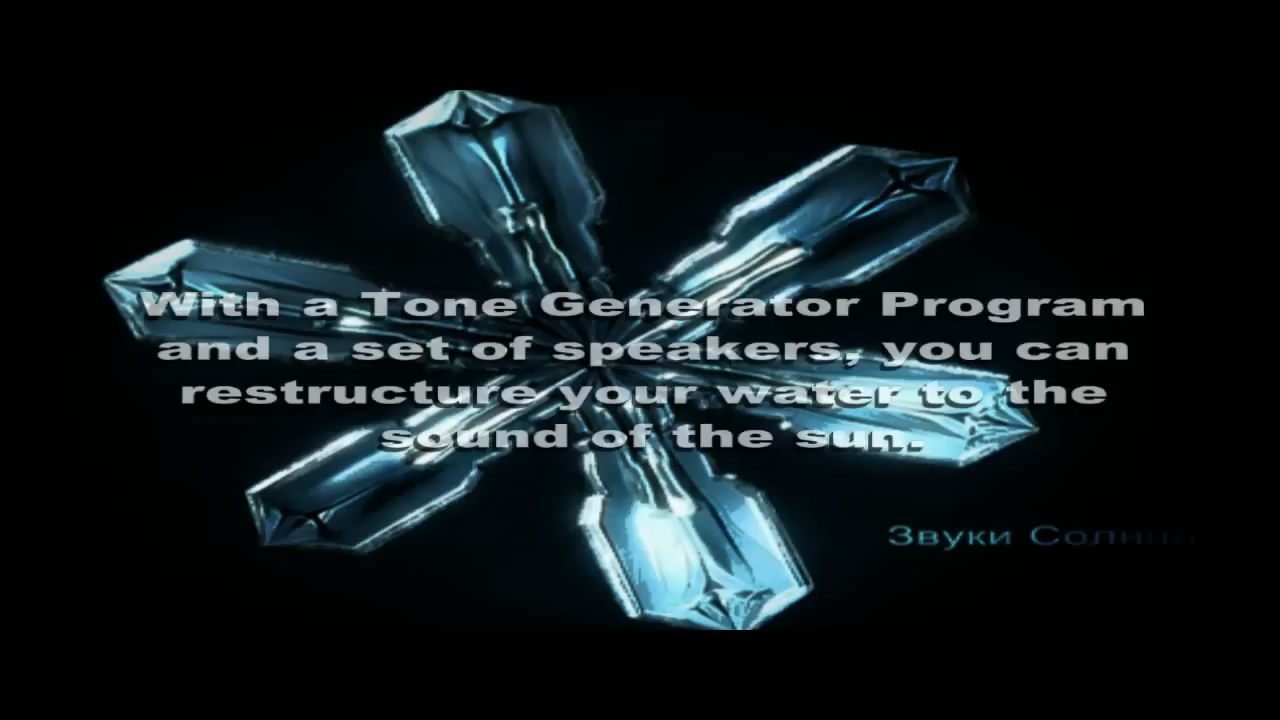 With a Tone Generator Program
and a set of speakers, you can
restructure your water to the
sound of the sun.
Звуки Солнца